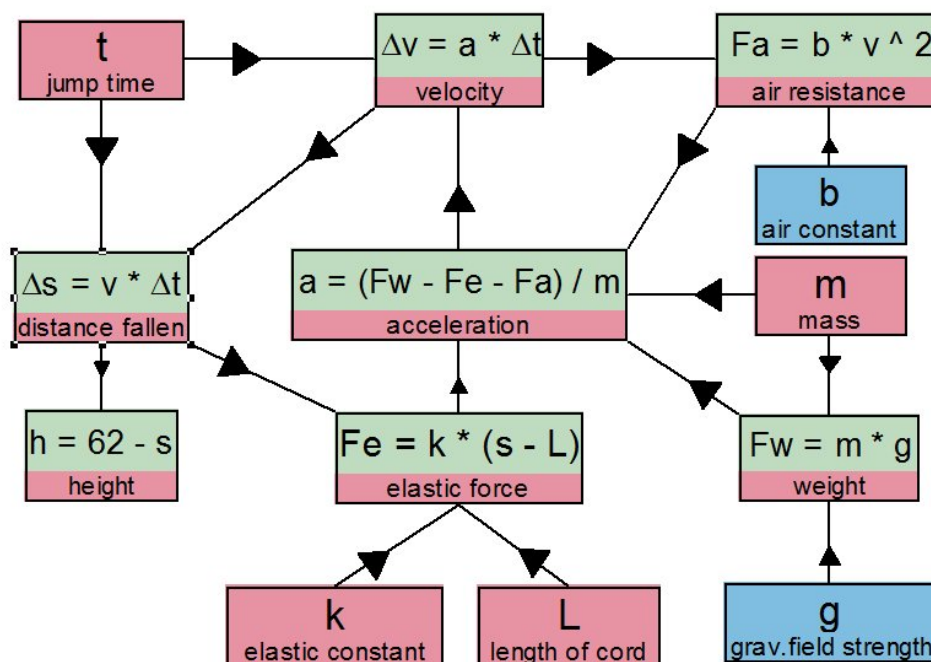 t
jump time
Δv = a * Δt
velocity
Fa = b * v ^ 2
air resistance
b
air constant
Δs = v * Δt
distance fallen
a = (Fw - Fe - Fa) / m
acceleration
m
mass
h = 62 - s
height
Fe = k * (s - L)
elastic force
Fw = m * g
weight
k
elastic constant
L
length of cord
g
grav.field strength